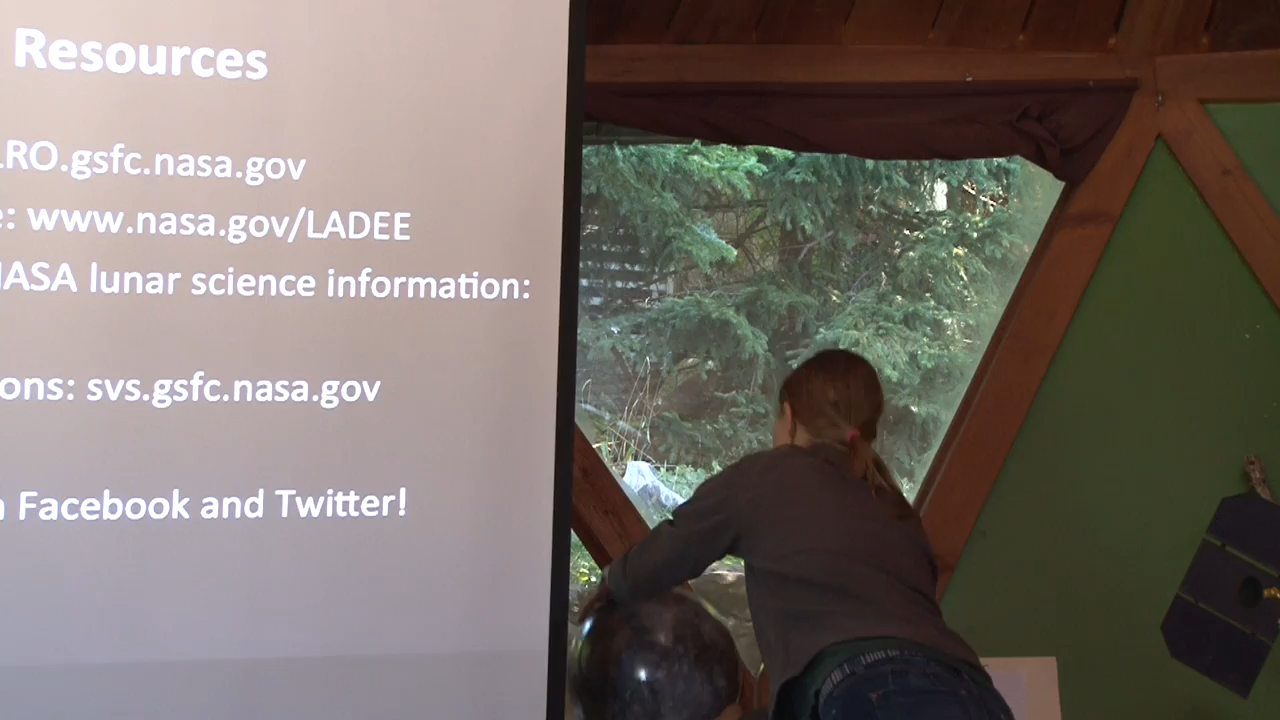 Resources
LRO.gsfc.nasa.gov
e: www.nasa.gov/LADEE
NASA lunar science information:
ons: svs.gsfc.nasa.gov
n Facebook and Twitter!